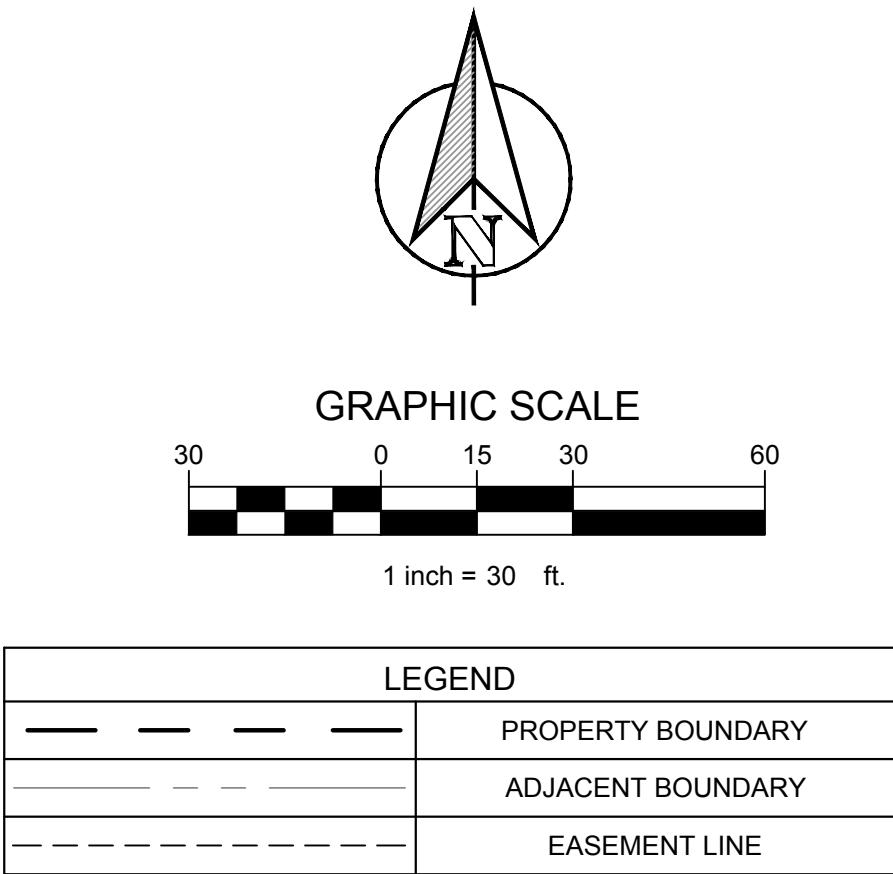 N
GRAPHIC SCALE
30 0 15 30 60
1 inch = 30 ft.
LEGEND
PROPERTY BOUNDARY
ADJACENT BOUNDARY
EASEMENT LINE